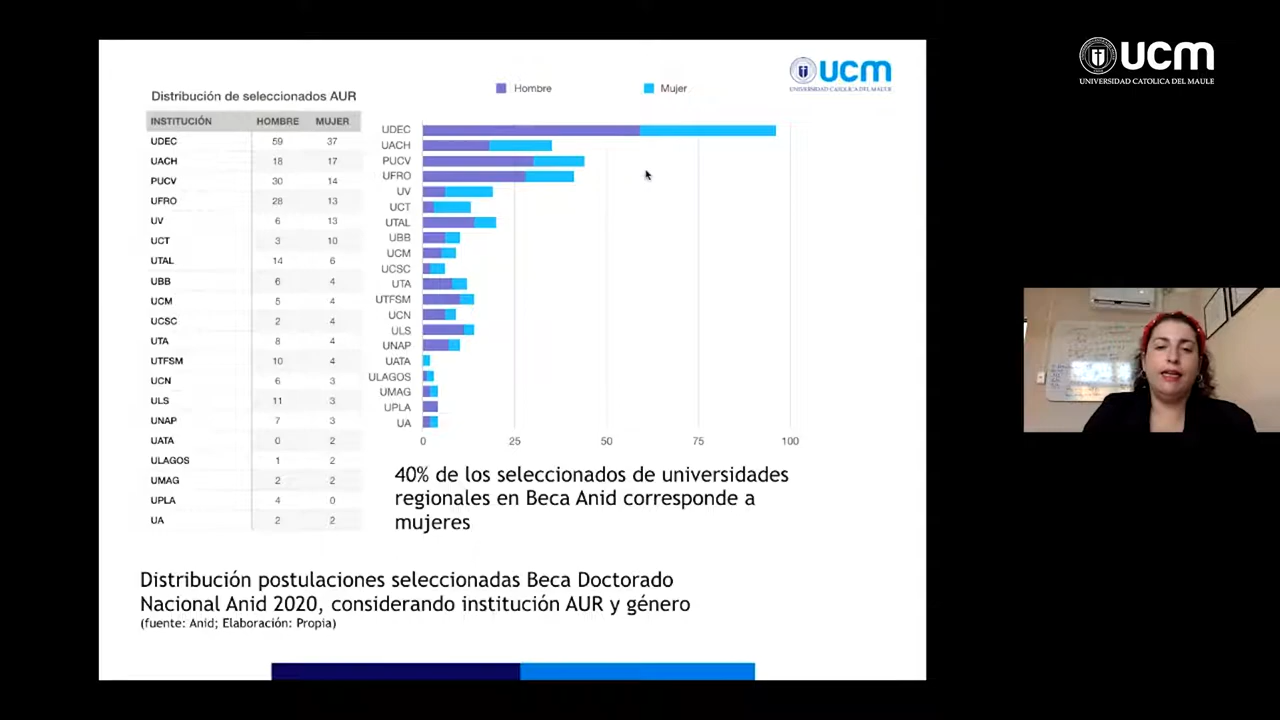 UCM
UNIVERSIDAD CATOLICA DEL MAULE
UCM
UNIVERSIDAD CATOLICA DEL MAULE
Hombre
Mujer
Distribución de seleccionados AUR
INSTITUCIÓN HOMBRE MUJER
UDEC 59 37
UACH 18 17
PUCV 30 14
UFRO 28 13
UV 6 13
UCT 3 10
UTAL 14 6
UBB 6 4
UCM 5 4
UCSC 2 4
UTA 8 4
UTFSM 10 4
UCN 6 3
ULS 11 3
UNAP 7 3
UATA 0 2
ULAGOS 1 2
UMAG 2 2
UPLA 4 0
UA 2 2
UDEC
UACH
PUCV
UFRO
UV
UCT
UTAL
UBB
UCM
UCSC
UTA
UTFSM
UCN
ULS
UNAP
UATA
ULAGOS
UMAG
UPLA
UA
0 25 50 75 100
40% de los seleccionados de universidades
regionales en Beca Anid corresponde a
mujeres
Distribución postulaciones seleccionadas Beca Doctorado
Nacional Anid 2020, considerando institución AUR y género
(fuente: Anid; Elaboración: Propia)